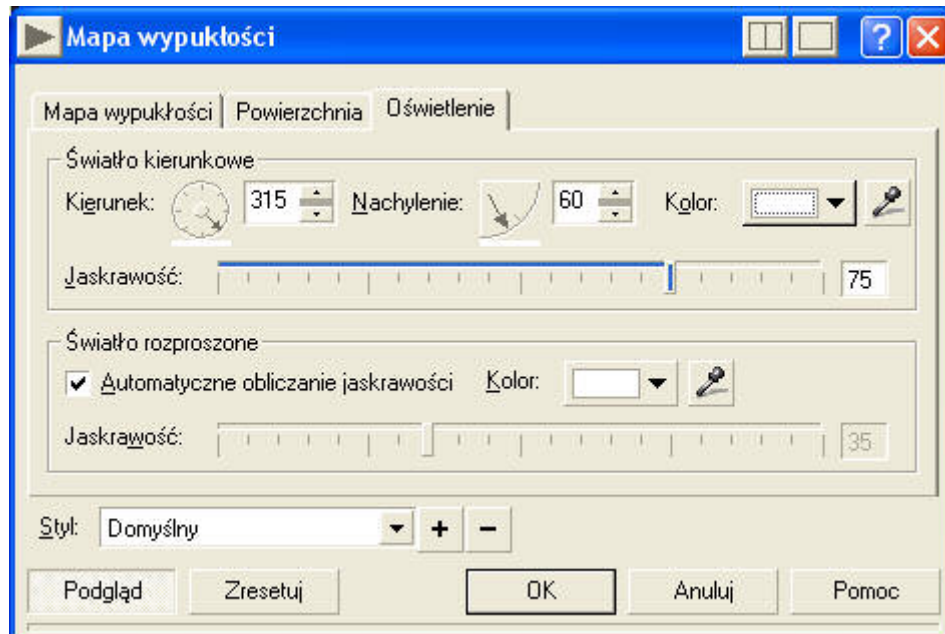 Mapa wypukłości
Mapa wypukłości Powierzchnia Oświetlenie
Światło kierunkowe
Kierunek: 315 Nachylenie: 60 Kolor:
Jaskrawość: 75
Światło rozproszone
Automatyczne obliczanie jaskrawości Kolor:
Jaskrawość: 35
Styl: Domyślny + −
Podgląd Zresetuj OK Anuluj Pomoc